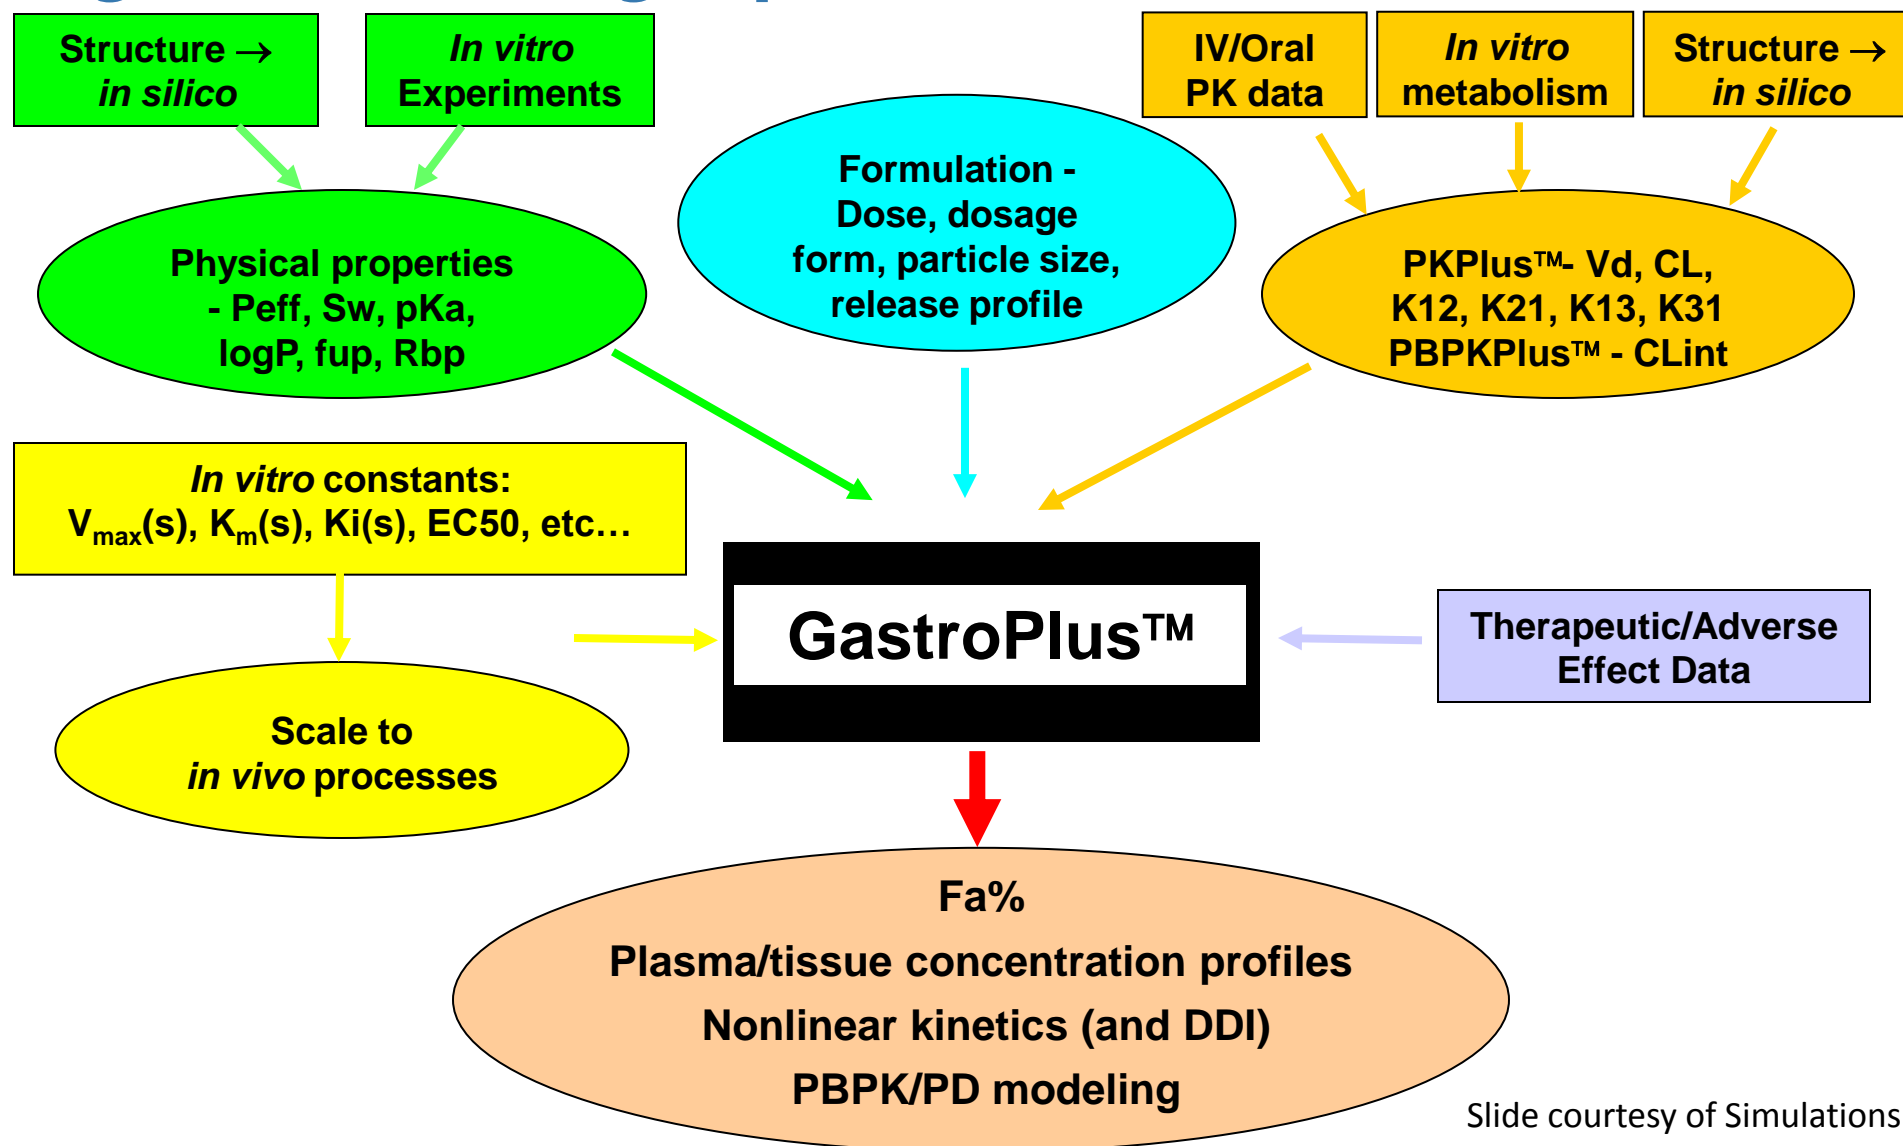 Structure →
in silico
In vitro
Experiments
IV/Oral
PK data
In vitro
metabolism
Structure →
in silico
Formulation -
Dose, dosage
form, particle size,
release profile
Physical properties
- Peff, Sw, pKa,
logP, fup, Rbp
PKPlus™- Vd, CL,
K12, K21, K13, K31
PBPKPlus™ - CLint
In vitro constants:
Vmax(s), Km(s), Ki(s), EC50, etc…
GastroPlus™
Therapeutic/Adverse
Effect Data
Scale to
in vivo processes
Fa%
Plasma/tissue concentration profiles
Nonlinear kinetics (and DDI)
PBPK/PD modeling
Slide courtesy of Simulations